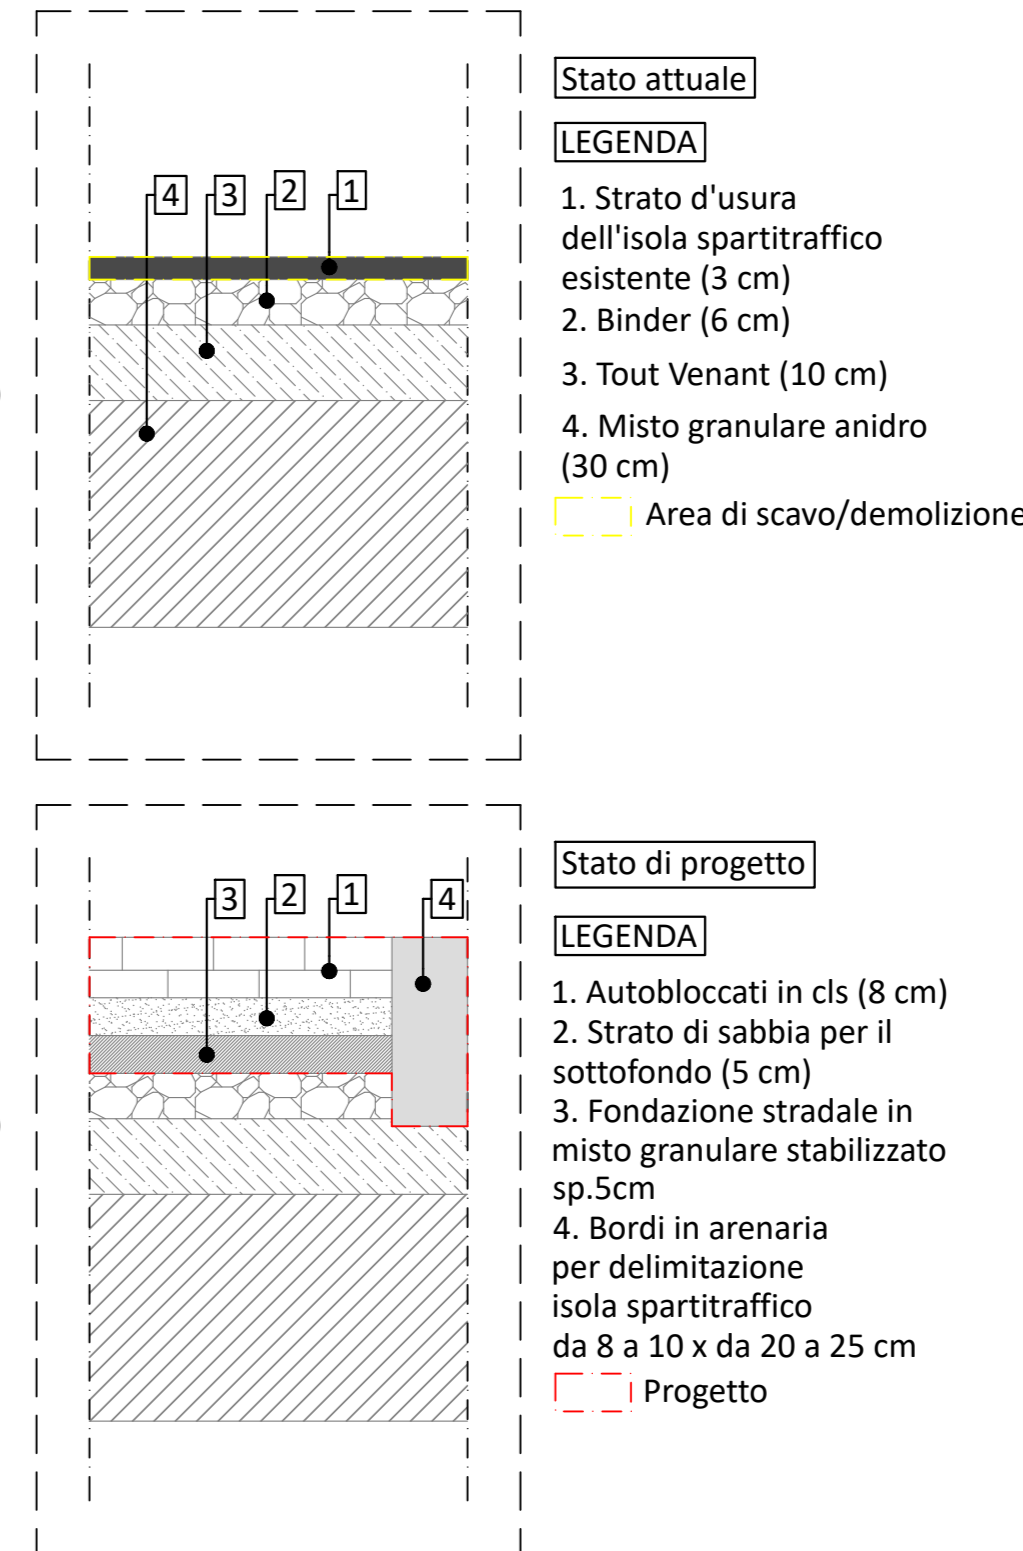 Stato attuale
LEGENDA
4 3 2 1
1. Strato d'usura
dell'isola spartitraffico
esistente (3 cm)
2. Binder (6 cm)
3. Tout Venant (10 cm)
4. Misto granulare anidro
(30 cm)
Area di scavo/demolizione
Stato di progetto
3 2 1 4
LEGENDA
1. Autobloccati in cls (8 cm)
2. Strato di sabbia per il
sottofondo (5 cm)
3. Fondazione stradale in
misto granulare stabilizzato
sp.5cm
4. Bordi in arenaria
per delimitazione
isola spartitraffico
da 8 a 10 x da 20 a 25 cm
Progetto